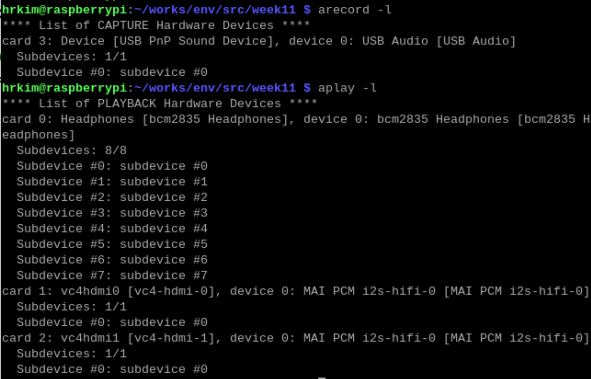 hrkim@raspberrypi:~/works/env/src/week11 $ arecord -l
**** List of CAPTURE Hardware Devices ****
card 3: Device [USB PnP Sound Device], device 0: USB Audio [USB Audio]
  Subdevices: 1/1
  Subdevice #0: subdevice #0
hrkim@raspberrypi:~/works/env/src/week11 $ aplay -l
**** List of PLAYBACK Hardware Devices ****
card 0: Headphones [bcm2835 Headphones], device 0: bcm2835 Headphones [bcm2835 H
eadphones]
  Subdevices: 8/8
  Subdevice #0: subdevice #0
  Subdevice #1: subdevice #1
  Subdevice #2: subdevice #2
  Subdevice #3: subdevice #3
  Subdevice #4: subdevice #4
  Subdevice #5: subdevice #5
  Subdevice #6: subdevice #6
  Subdevice #7: subdevice #7
card 1: vc4hdmi0 [vc4-hdmi-0], device 0: MAI PCM i2s-hifi-0 [MAI PCM i2s-hifi-0]
  Subdevices: 1/1
  Subdevice #0: subdevice #0
card 2: vc4hdmi1 [vc4-hdmi-1], device 0: MAI PCM i2s-hifi-0 [MAI PCM i2s-hifi-0]
  Subdevices: 1/1
  Subdevice #0: subdevice #0